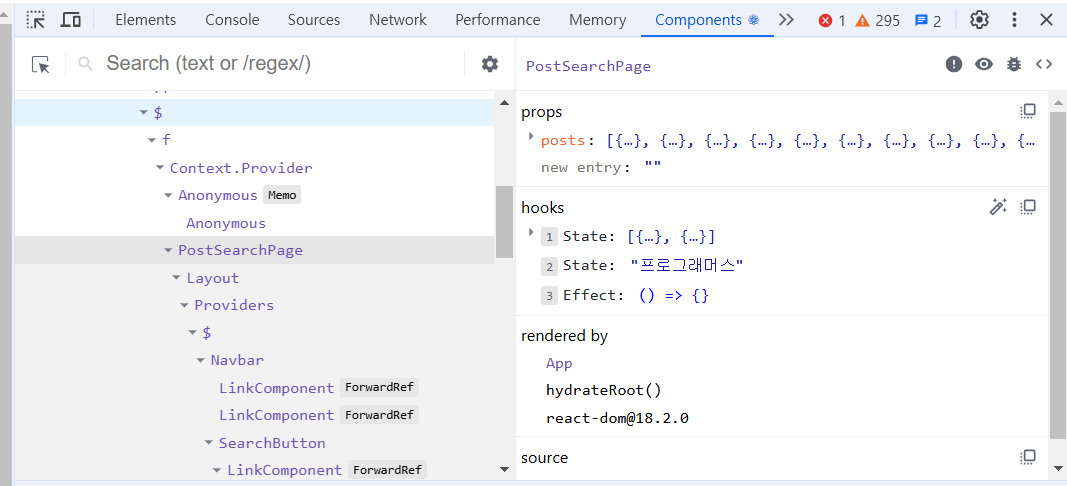 Elements Console Sources Network Performance Memory Components 1 295 2
Search (text or /regex/)
$
f
Context.Provider
Anonymous Memo
Anonymous
PostSearchPage
Layout
Providers
$
Navbar
LinkComponent ForwardRef
LinkComponent ForwardRef
SearchButton
LinkComponent ForwardRef
PostSearchPage
props
posts: [{…}, {…}, {…}, {…}, {…}, {…}, {…}, {…}, {…}, {…
new entry: ""
hooks
1 State: [{…}, {…}]
2 State: "프로그래머스"
3 Effect: () => {}
rendered by
App
hydrateRoot()
react-dom@18.2.0
source